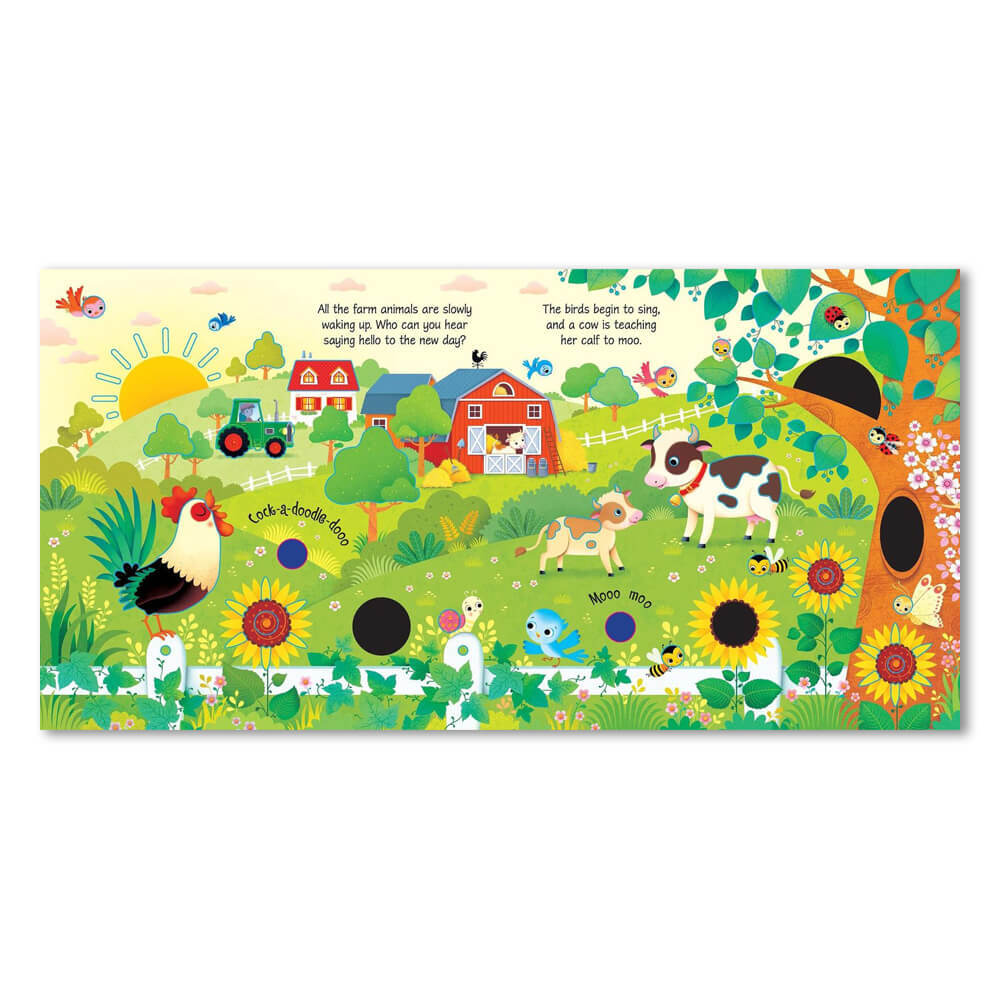 All the farm animals are slowly
waking up. Who can you hear
saying hello to the new day?
The birds begin to sing,
and a cow is teaching
her calf to moo.
Cock-a-doodle-dooo
Mooo moo